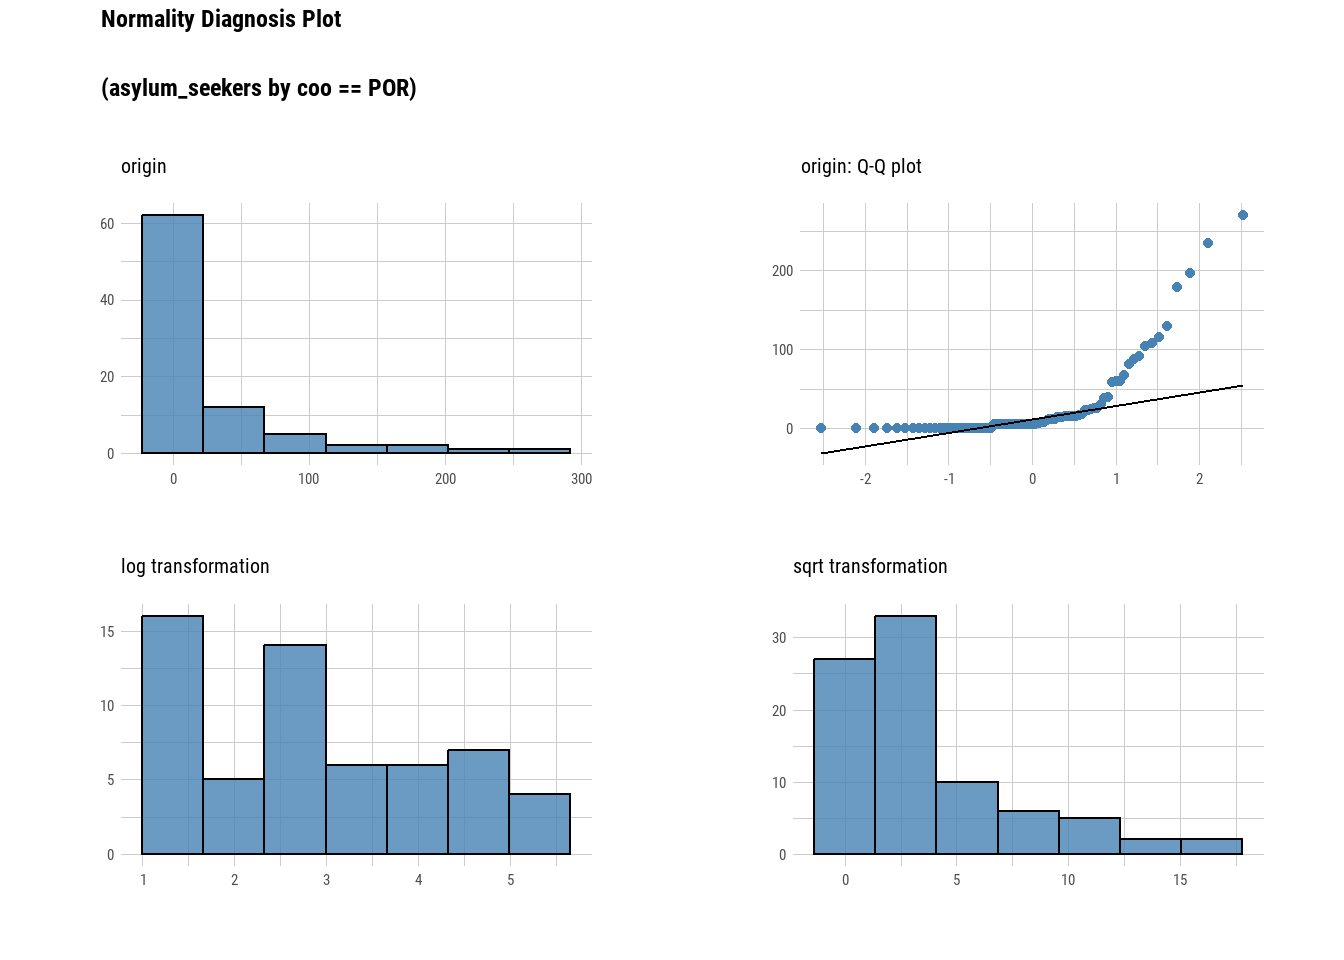 Normality Diagnosis Plot
(asylum_seekers by coo == POR)
origin
60
40
20
0
0 100 200 300
origin: Q-Q plot
200
100
0
-2 -1 0 1 2
log transformation
15
10
5
0
1 2 3 4 5
sqrt transformation
30
20
10
0
0 5 10 15